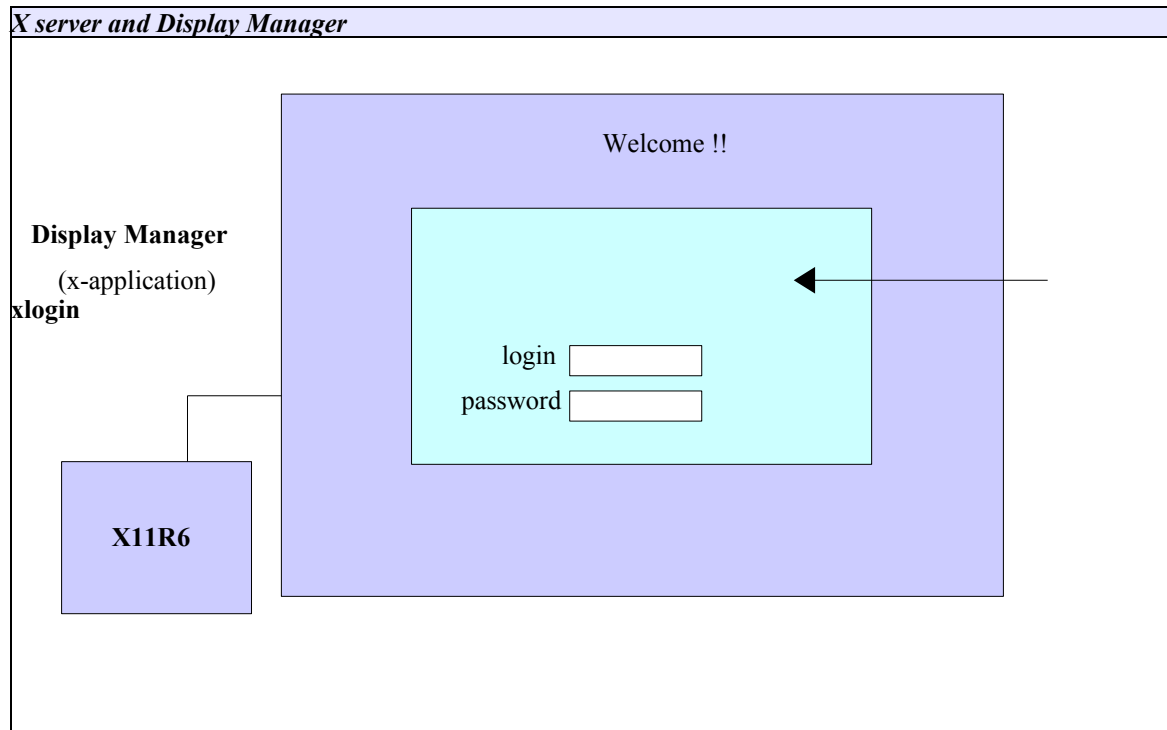 X server and Display Manager
Welcome !!
Display Manager
(x-application)
xlogin
login
password
X11R6